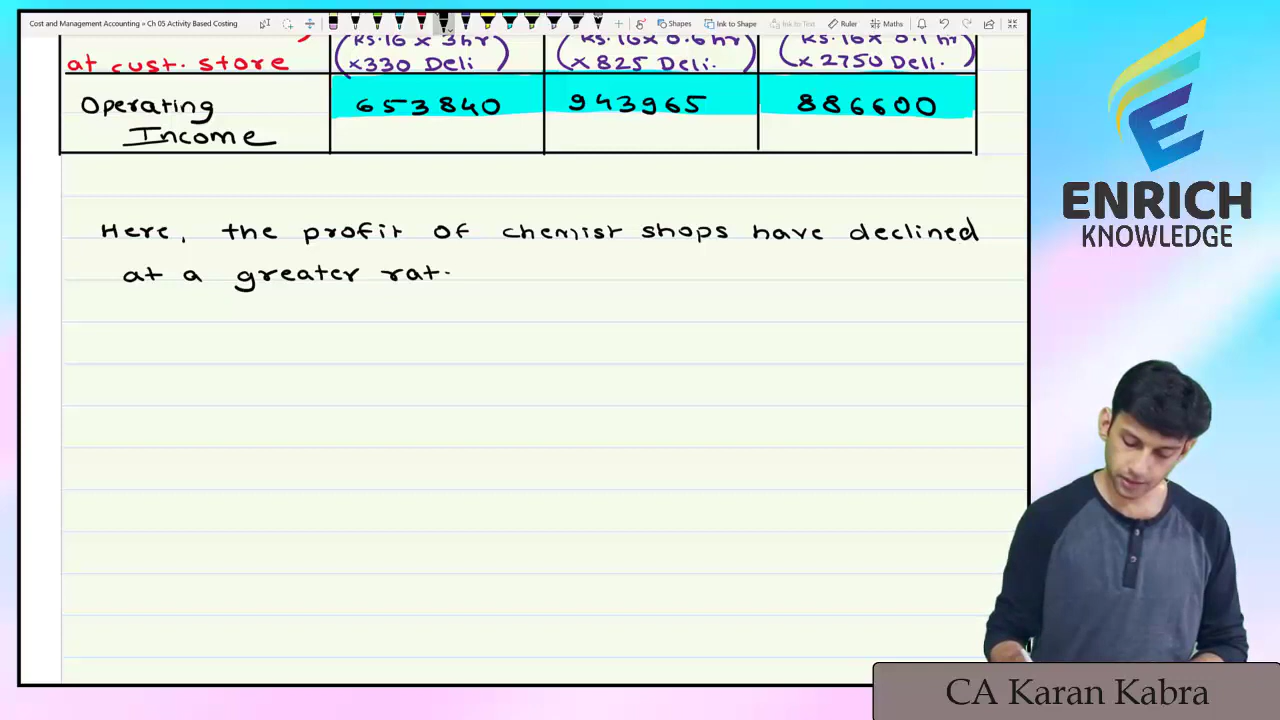 Cost and Management Accounting » Ch 05 Activity Based Costing
Shapes
Ink to Shape
Ink to Text
Ruler
Maths
(Rs.16 x 3hr
x330 Deli)
(Rs.16x 0.6 hr
x 825 Deli.)
(Rs.16 x 0.1 hr
x 2750 Deli.)
at cust. store
Operating
Income
653840
943965
886600
Here, the profit of chemist shops have declined
at a greater rat
ENRICH
KNOWLEDGE
CA Karan Kabra